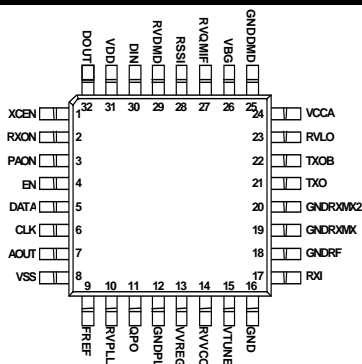 DOUT VDD DIN RVDMD RSSI RVQMIF VBG GNDDMD
32 31 30 29 28 27 26 25
XCEN 1 24 VCCA
RXON 2 23 RVLO
PAON 3 22 TXOB
EN 4 21 TXO
DATA 5 20 GNDRXMX2
CLK 6 19 GNDRXMX
AOUT 7 18 GNDRF
VSS 8 17 RXI
9 10 11 12 13 14 15 16
FREF RVPLL QPO GNDPL VVREG RVVCO VTUNE GND